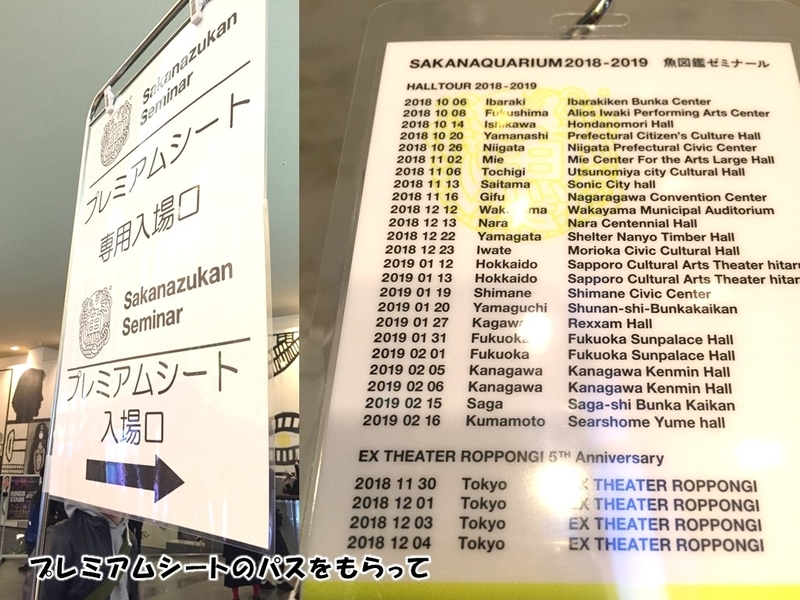 Sakanazukan
Seminar
プレミアムシート
専用入場口
Sakanazukan
Seminar
プレミアムシート
入場口
SAKANAQUARIUM2018-2019 魚図鑑ゼミナール
HALLTOUR 2018-2019
2018 10 06 Ibaraki Ibarakiken Bunka Center
2018 10 08 Fukushima Alios Iwaki Performing Arts Center
2018 10 14 Ishikawa Hondanomori Hall
2018 10 20 Yamanashi Prefectural Citizen's Culture Hall
2018 10 26 Niigata Niigata Prefectural Civic Center
2018 11 02 Mie Mie Center For the Arts Large Hall
2018 11 06 Tochigi Utsunomiya city Cultural Hall
2018 11 13 Saitama Sonic City hall
2018 11 16 Gifu Nagaragawa Convention Center
2018 12 12 Wakayama Wakayama Municipal Auditorium
2018 12 13 Nara Nara Centennial Hall
2018 12 22 Yamagata Shelter Nanyo Timber Hall
2018 12 23 Iwate Morioka Civic Cultural Hall
2019 01 12 Hokkaido Sapporo Cultural Arts Theater hitaru
2019 01 13 Hokkaido Sapporo Cultural Arts Theater hitar
2019 01 19 Shimane Shimane Civic Center
2019 01 20 Yamaguchi Shunan-shi-Bunkakaikan
2019 01 27 Kagawa Rexxam Hall
2019 01 31 Fukuoka Fukuoka Sunpalace Hall
2019 02 01 Fukuoka Fukuoka Sunpalace Hall
2019 02 05 Kanagawa Kanagawa Kenmin Hall
2019 02 06 Kanagawa Kanagawa Kenmin Hall
2019 02 15 Saga Saga-shi Bunka Kaikan
2019 02 16 Kumamoto Searshome Yume hall
EX THEATER ROPPONGI 5TH Anniversary
2018 11 30 Tokyo EX THEATER ROPPONGI
2018 12 01 Tokyo EX THEATER ROPPONGI
2018 12 03 Tokyo EX THEATER ROPPONGI
2018 12 04 Tokyo EX THEATER ROPPONGI
プレミアムシートのパスをもらって